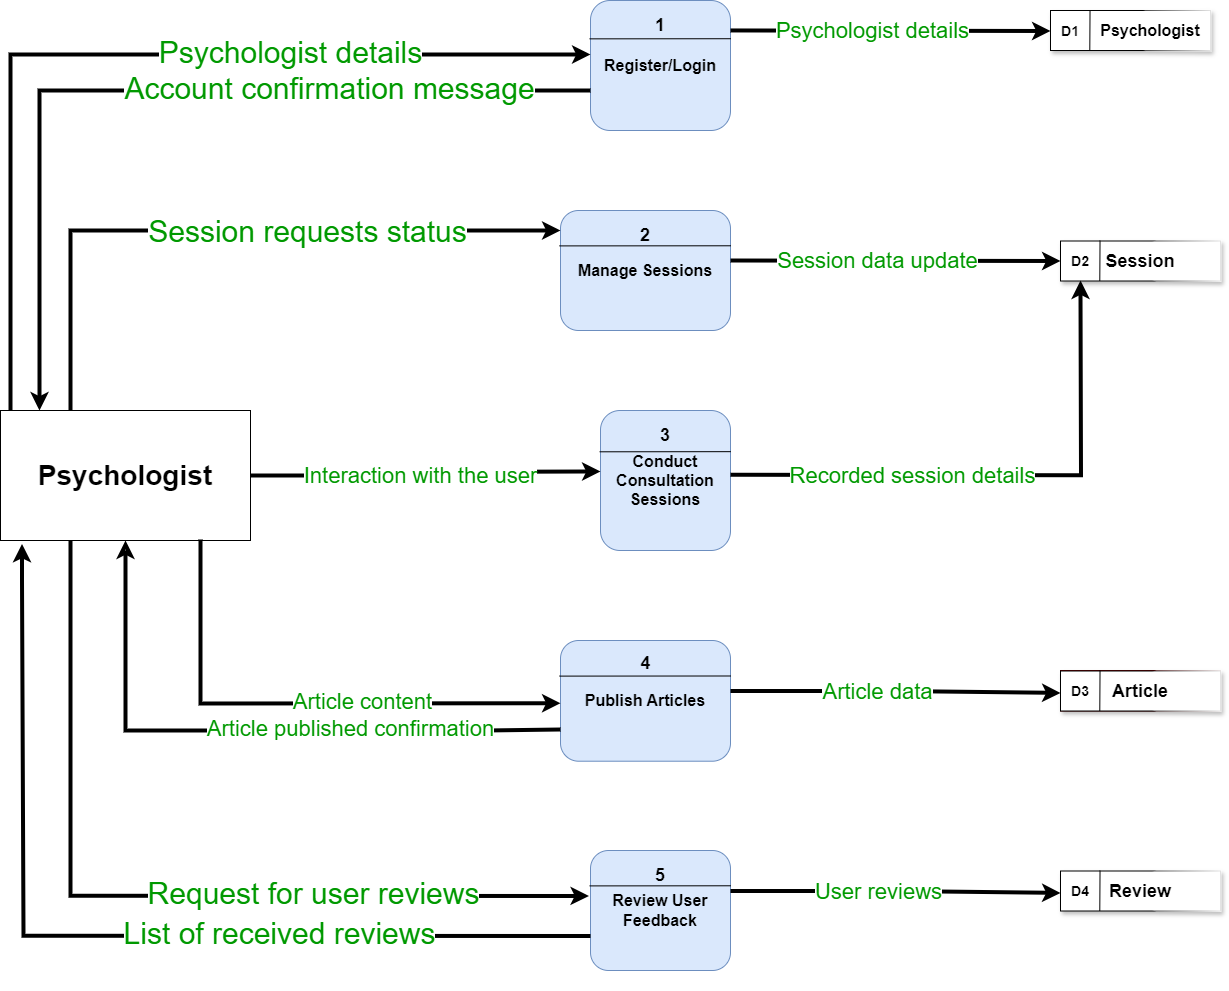 1
Psychologist details
Psychologist details
D1
Psychologist
Register/Login
Account confirmation message
2
Session requests status
Manage Sessions
Session data update
D2
Session
3
Psychologist
Interaction with the user
Conduct
Consultation
Sessions
Recorded session details
4
Publish Articles
Article content
Article data
D3
Article
Article published confirmation
5
Request for user reviews
Review User
Feedback
User reviews
D4
Review
List of received reviews